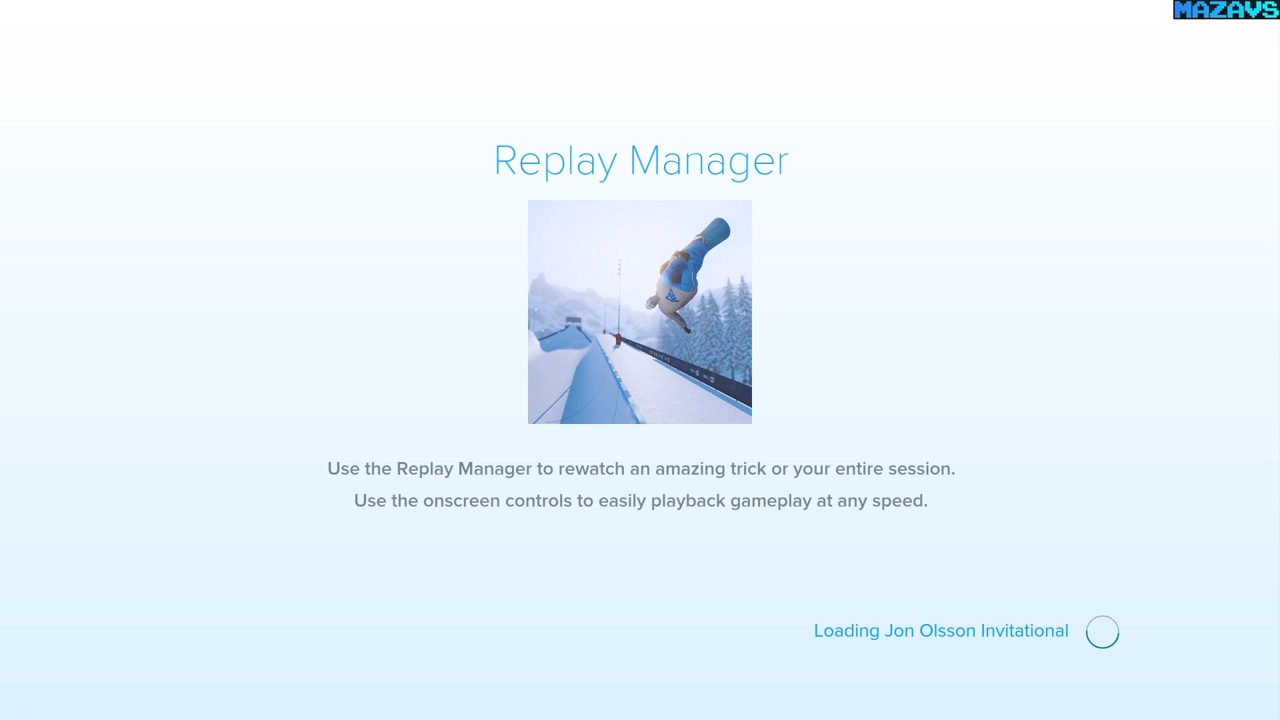 MAZAVS
Replay Manager
Use the Replay Manager to rewatch an amazing trick or your entire session.
Use the onscreen controls to easily playback gameplay at any speed.
Loading Jon Olsson Invitational